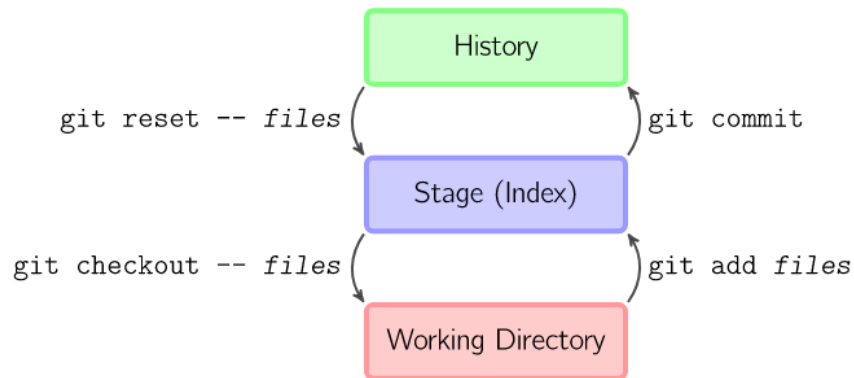 History
git reset -- files
git commit
Stage (Index)
git checkout -- files
git add files
Working Directory